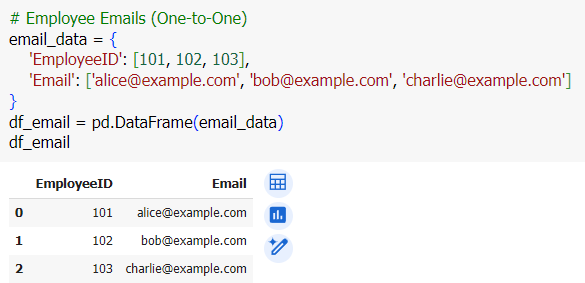 # Employee Emails (One-to-One)
email_data = {
    'EmployeeID': [101, 102, 103],
    'Email': ['alice@example.com', 'bob@example.com', 'charlie@example.com']
}
df_email = pd.DataFrame(email_data)
df_email
EmployeeID Email
0 101 alice@example.com
1 102 bob@example.com
2 103 charlie@example.com